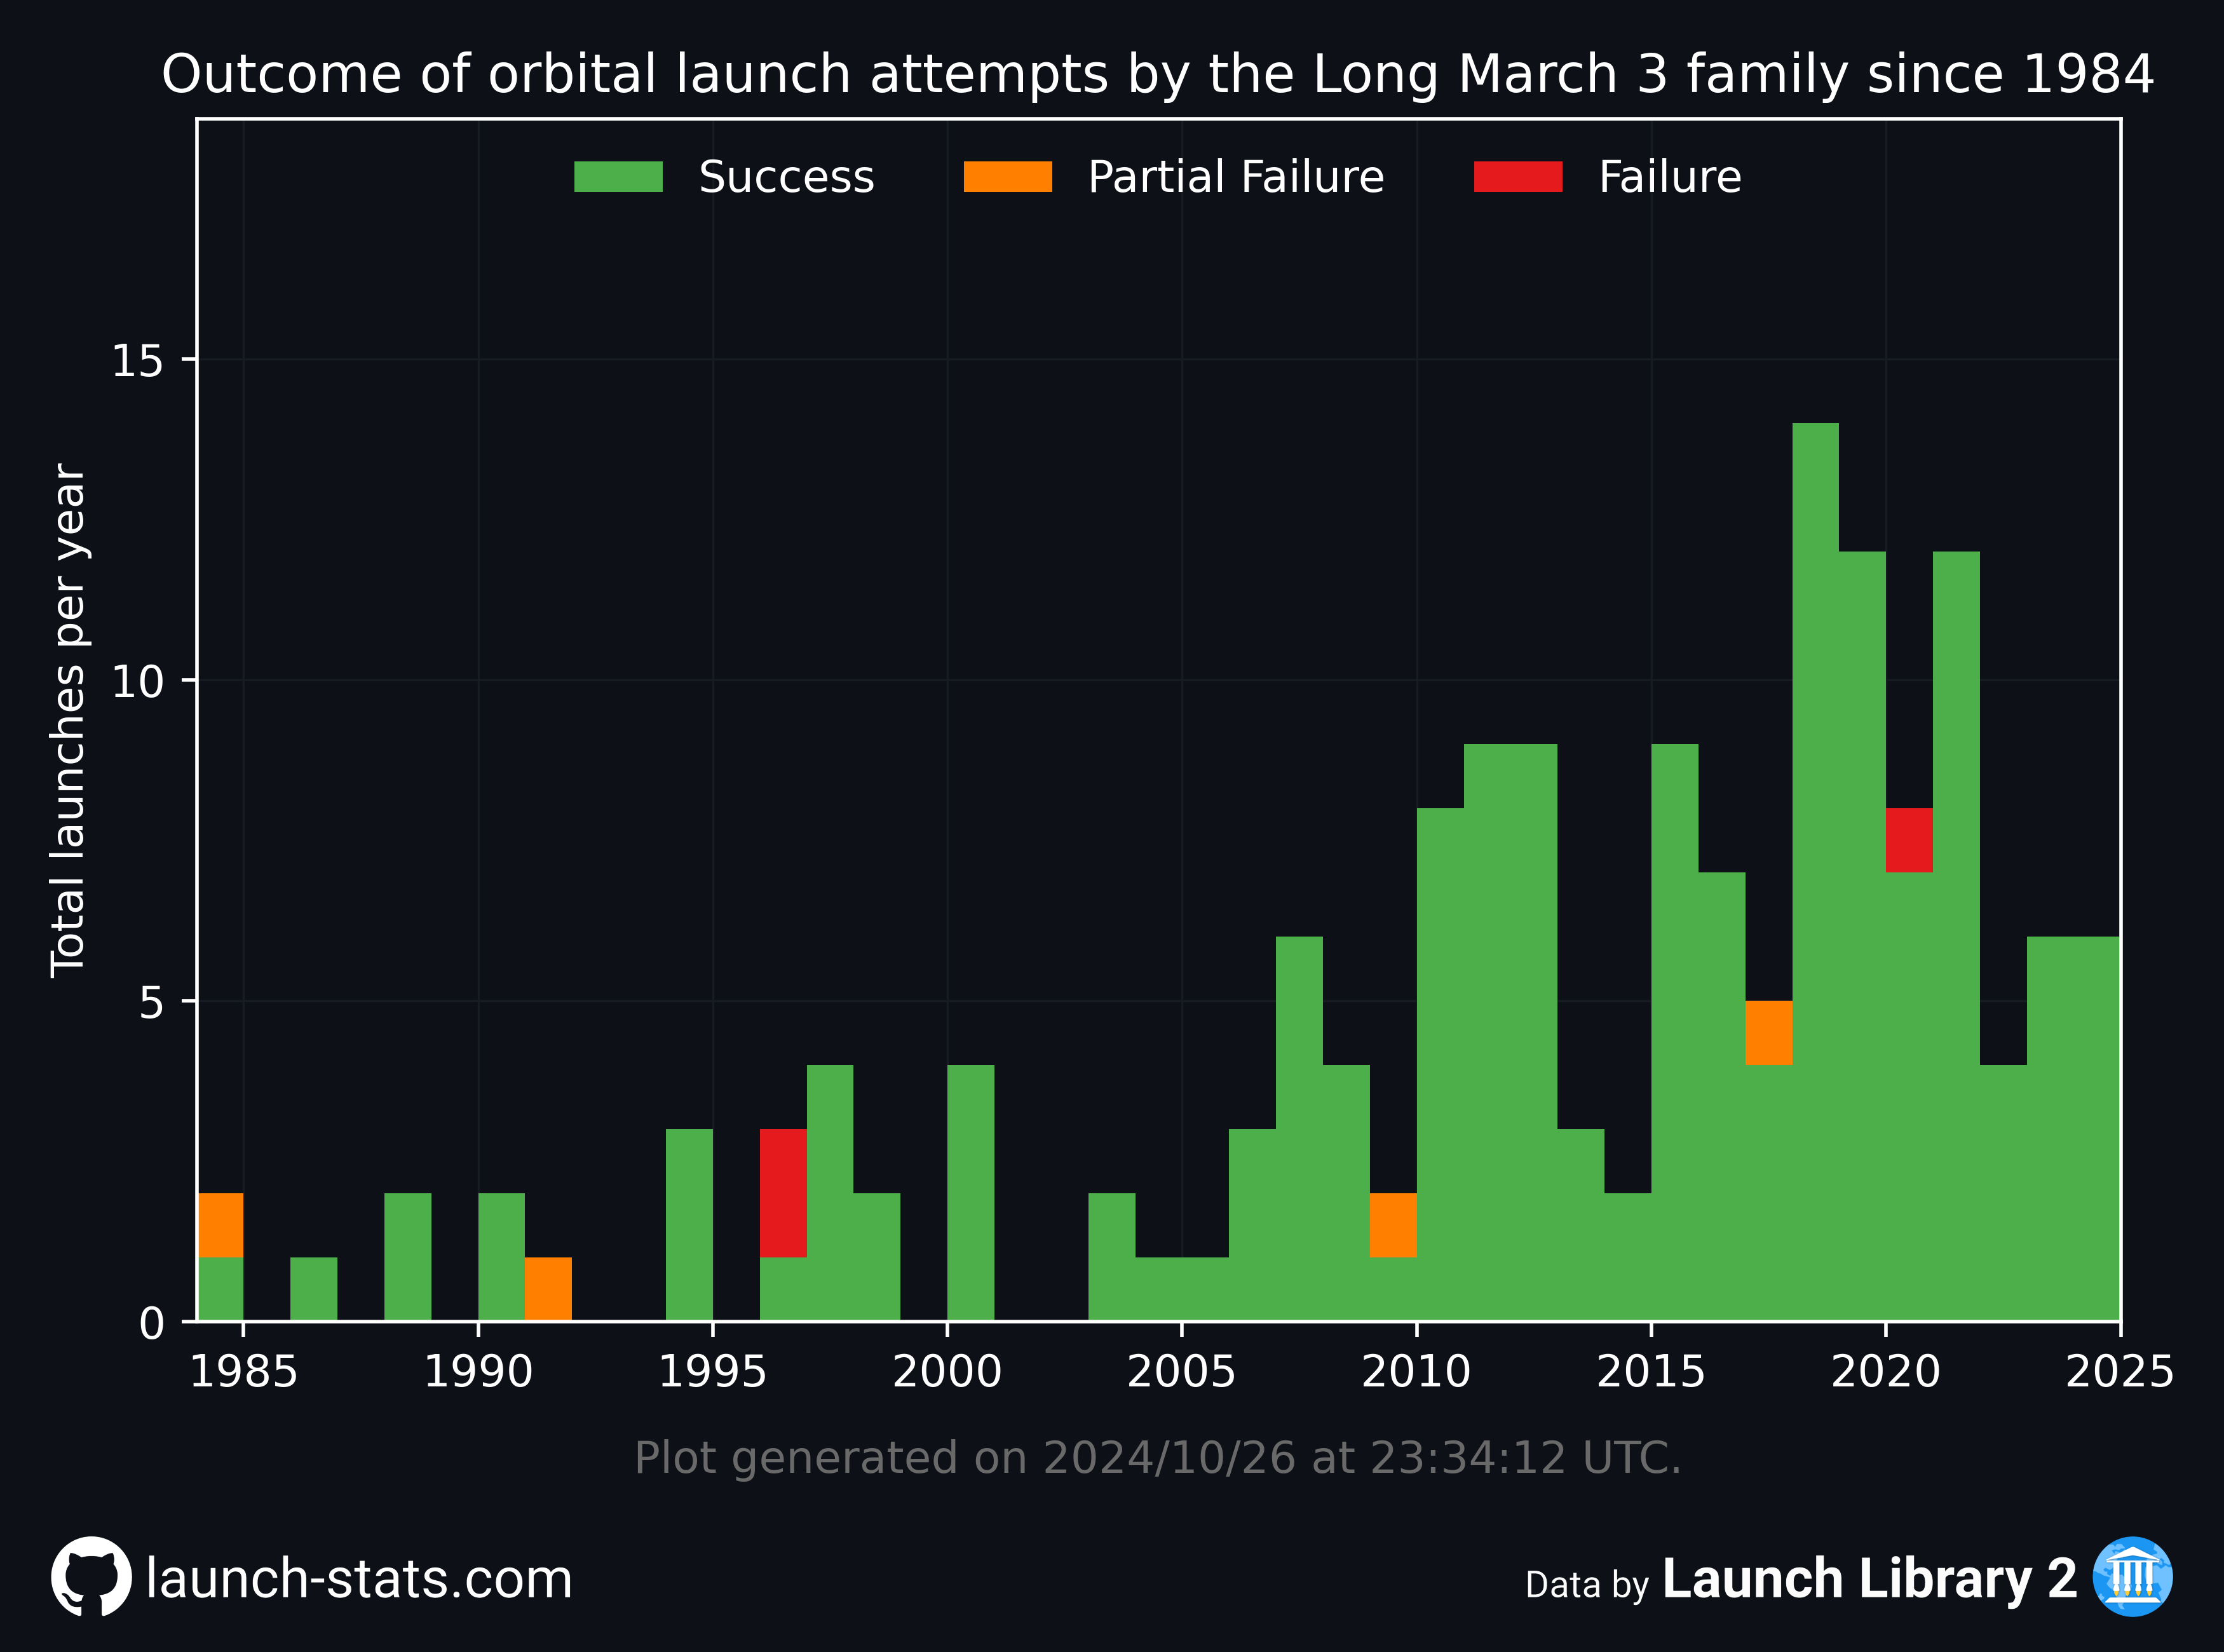 Outcome of orbital launch attempts by the Long March 3 family since 1984
Success Partial Failure Failure
Total launches per year
15
10
5
0
1985 1990 1995 2000 2005 2010 2015 2020 2025
Plot generated on 2024/10/26 at 23:34:12 UTC.
launch-stats.com
Data by Launch Library 2